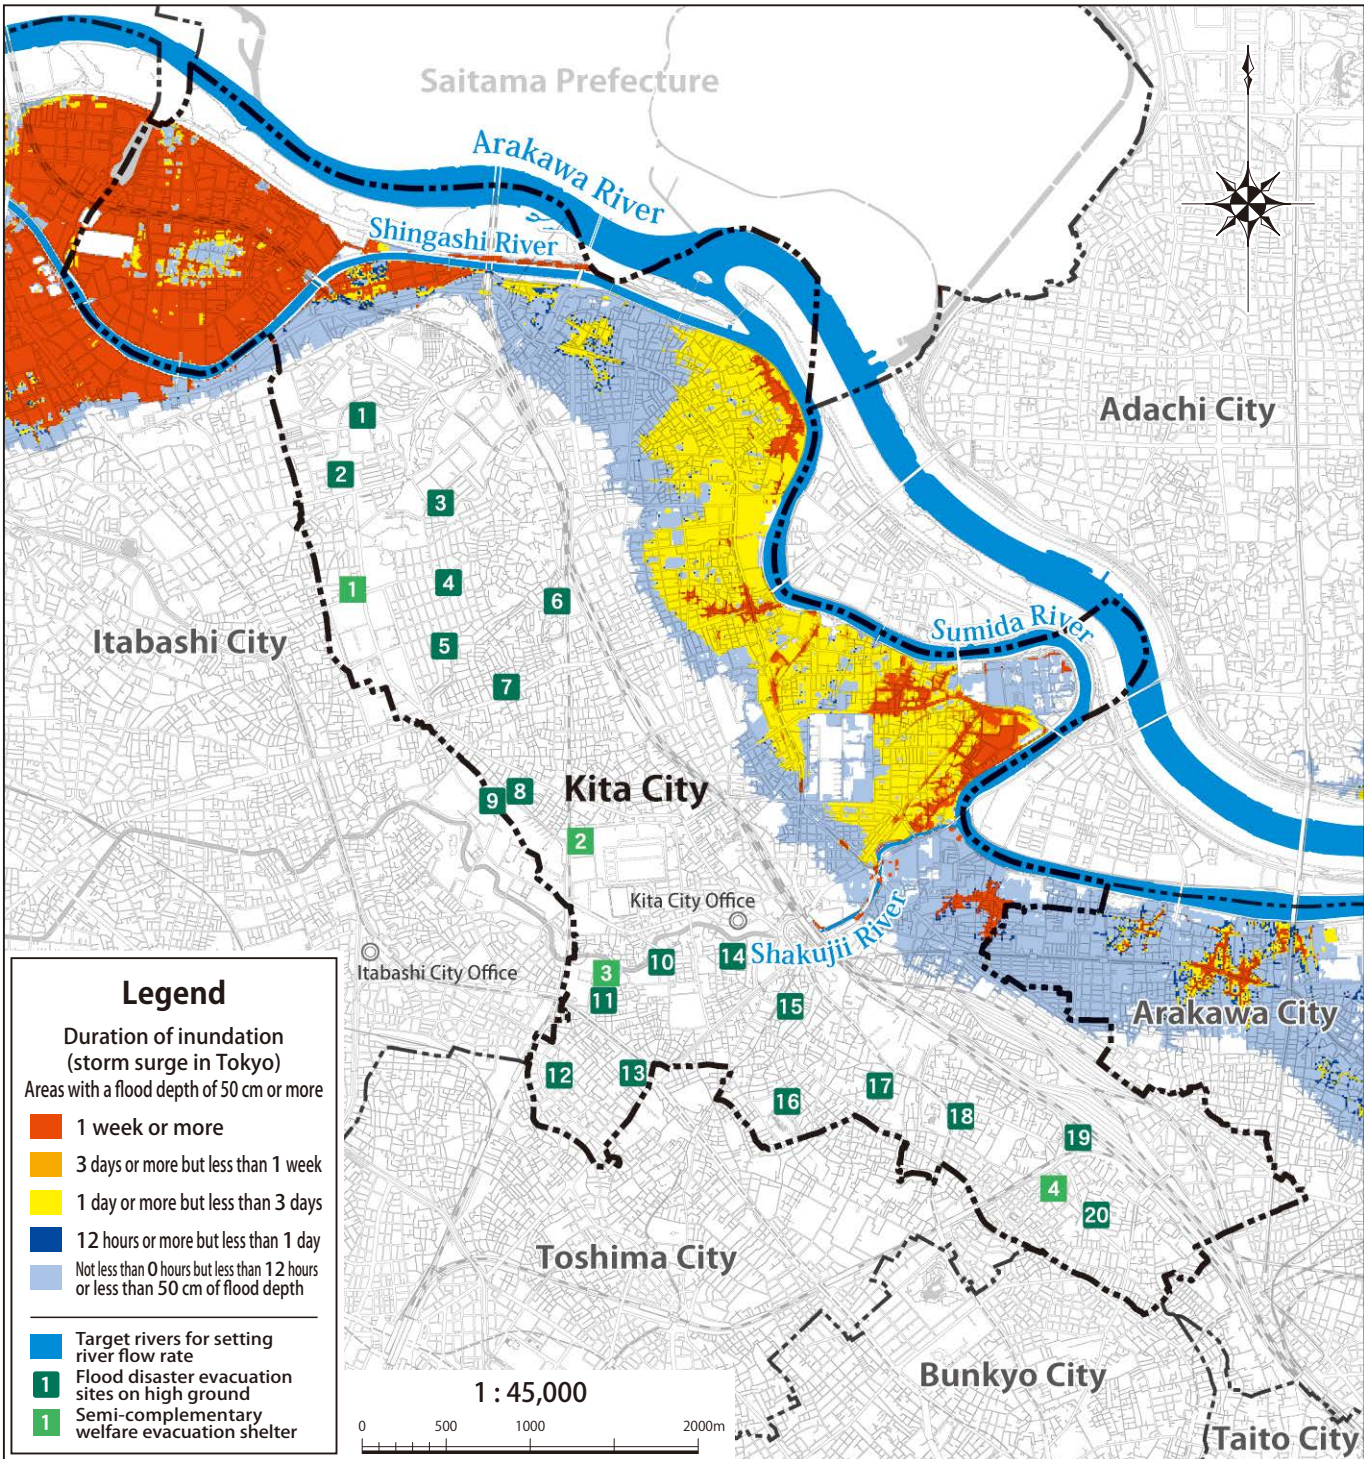 Saitama Prefecture
Arakawa River
Shingashi River
Adachi City
1
2
3
1
4
6
Itabashi City
5
Sumida River
7
9
8
Kita City
2
Kita City Office
Shakujii River
Itabashi City Office
3
10
14
11
15
Arakawa City
12
13
16
17
18
19
4
20
Toshima City
Bunkyo City
Taito City
Legend
Duration of inundation
(storm surge in Tokyo)
Areas with a flood depth of 50 cm or more
1 week or more
3 days or more but less than 1 week
1 day or more but less than 3 days
12 hours or more but less than 1 day
Not less than 0 hours but less than 12 hours
or less than 50 cm of flood depth
Target rivers for setting
river flow rate
1 Flood disaster evacuation
sites on high ground
1 Semi-complementary
welfare evacuation shelter
1 : 45,000
0 500 1000 2000m